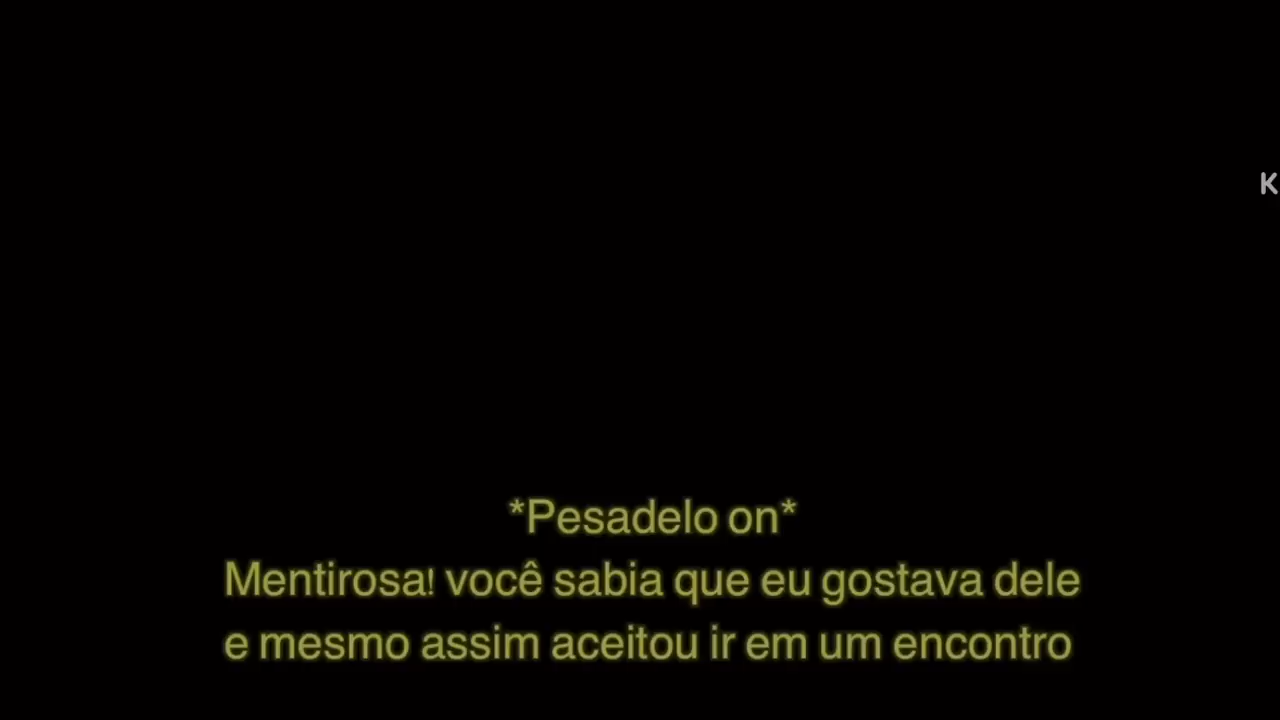 K
*Pesadelo on*
Mentirosa! você sabia que eu gostava dele
e mesmo assim aceitou ir em um encontro